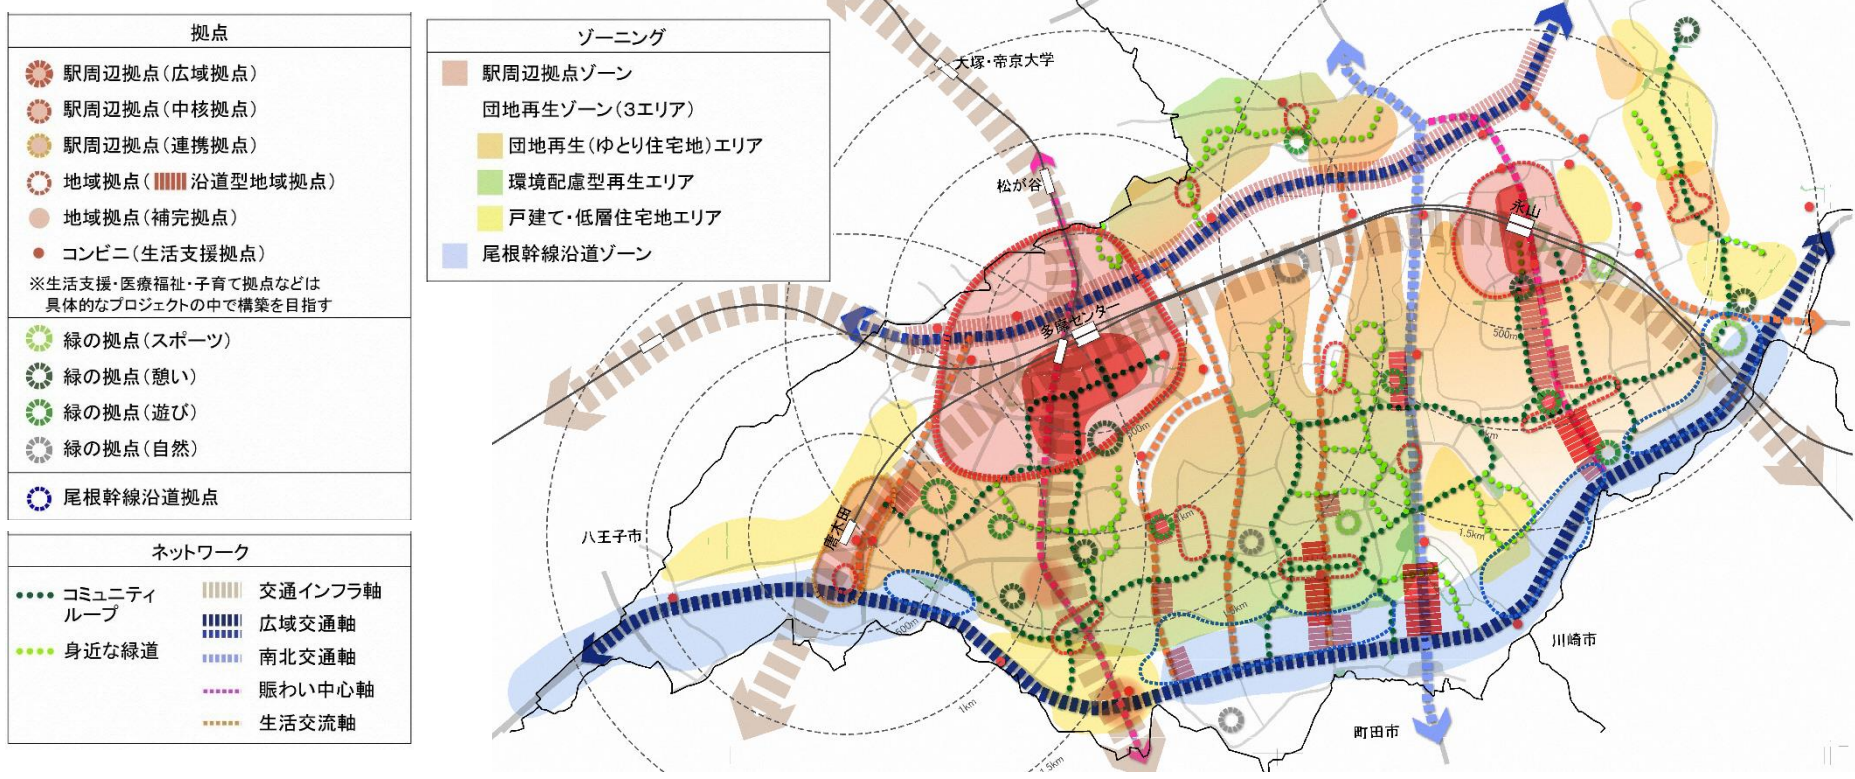 拠点
駅周辺拠点(広域拠点)
駅周辺拠点(中核拠点)
駅周辺拠点(連携拠点)
地域拠点(沿道型地域拠点)
地域拠点(補完拠点)
コンビニ(生活支援拠点)
※生活支援・医療福祉・子育て拠点などは
具体的なプロジェクトの中で構築を目指す
緑の拠点(スポーツ)
緑の拠点(憩い)
緑の拠点(遊び)
緑の拠点(自然)
尾根幹線沿道拠点
ネットワーク
コミュニティ
ループ
身近な緑道
交通インフラ軸
広域交通軸
南北交通軸
賑わい中心軸
生活交流軸
ゾーニング
駅周辺拠点ゾーン
団地再生ゾーン(3エリア)
団地再生(ゆとり住宅地)エリア
環境配慮型再生エリア
戸建て・低層住宅地エリア
尾根幹線沿道ゾーン
大塚・帝京大学
松が谷
永山
多摩センター
500m
500m
1km
唐木田
1.5km
八王子市
1.5km
500m
川崎市
1km
町田市
1.5km